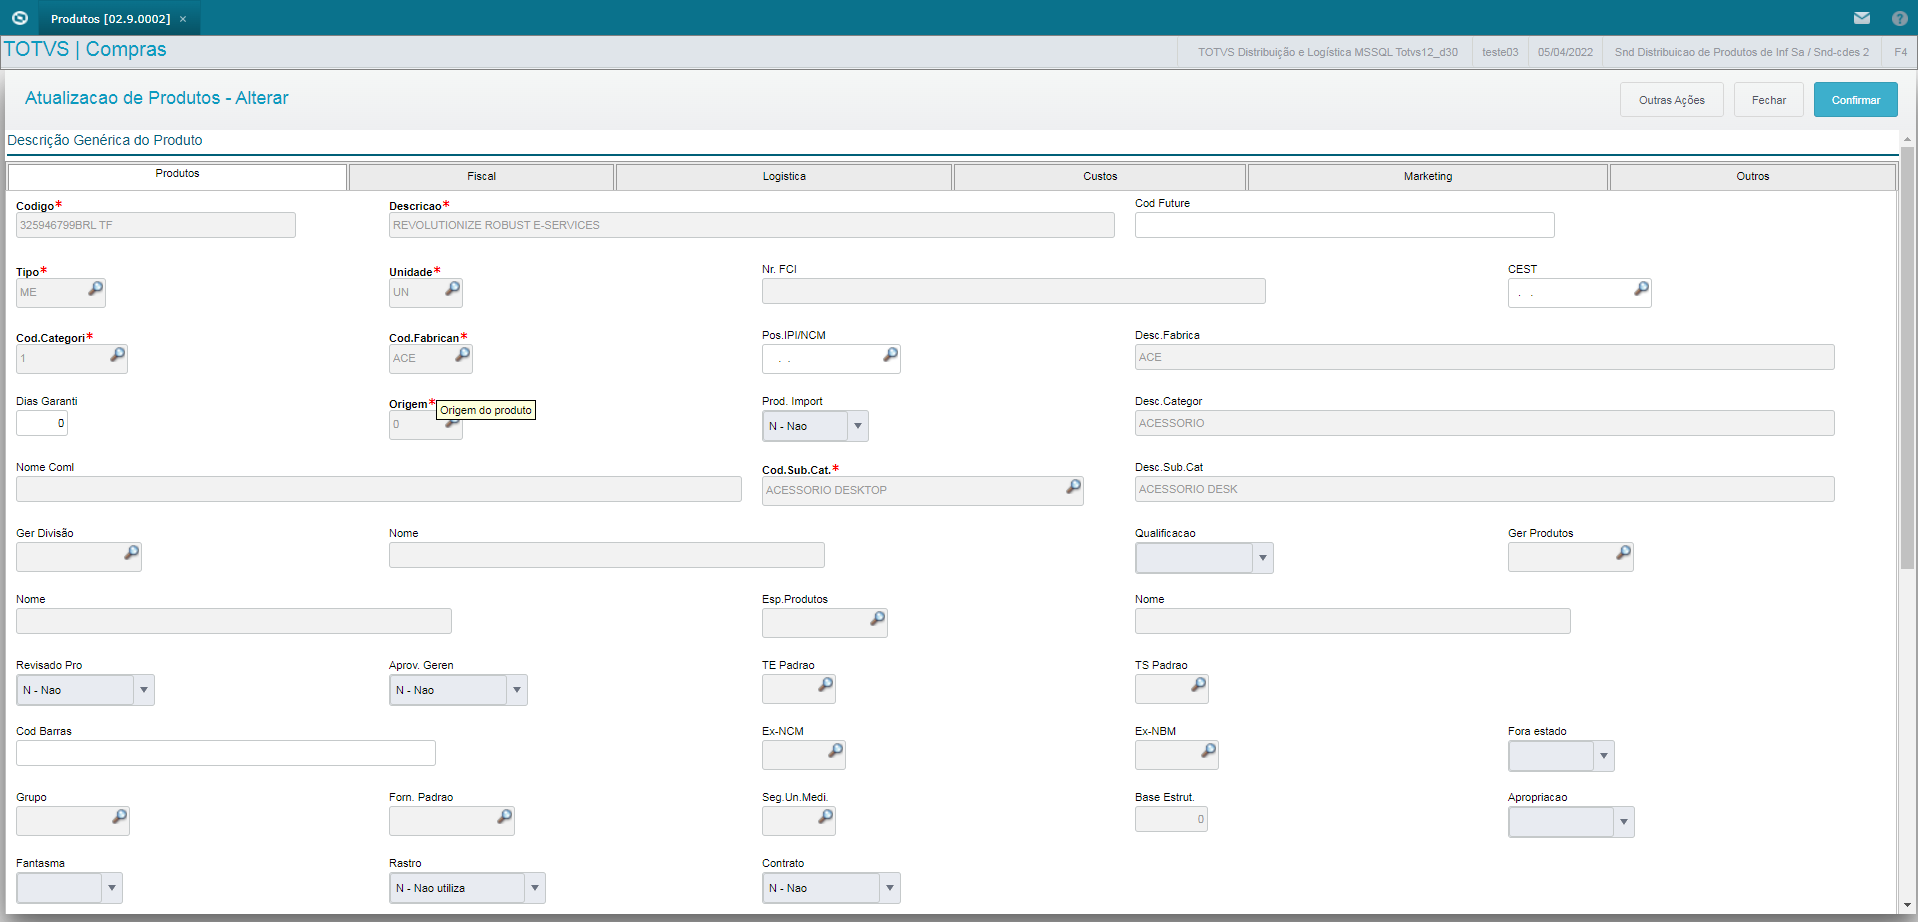 Produtos [02.9.0002] ×
TOTVS | Compras
TOTVS Distribuição e Logística MSSQL Totvs12_d30
teste03
05/04/2022
Snd Distribuicao de Produtos de Inf Sa / Snd-cdes 2
F4
Atualizacao de Produtos - Alterar
Outras Ações
Fechar
Confirmar
Descrição Genérica do Produto
Produtos
Fiscal
Logistica
Custos
Marketing
Outros
Codigo*
Descricao*
Cod Future
325946799BRL TF
REVOLUTIONIZE ROBUST E-SERVICES
Tipo*
Unidade*
Nr. FCI
CEST
ME
UN
. .
Cod.Categori*
Cod.Fabrican*
Pos.IPI/NCM
Desc.Fabrica
1
ACE
. .
ACE
Dias Garanti
Origem*
Origem do produto
Prod. Import
Desc.Categor
0
0
N - Nao
ACESSORIO
Nome Coml
Cod.Sub.Cat.*
Desc.Sub.Cat
ACESSORIO DESKTOP
ACESSORIO DESK
Ger Divisão
Nome
Qualificacao
Ger Produtos
Nome
Esp.Produtos
Nome
Revisado Pro
Aprov. Geren
TE Padrao
TS Padrao
N - Nao
N - Nao
Cod Barras
Ex-NCM
Ex-NBM
Fora estado
Grupo
Forn. Padrao
Seg.Un.Medi.
Base Estrut.
Apropriacao
0
Fantasma
Rastro
Contrato
N - Nao utiliza
N - Nao